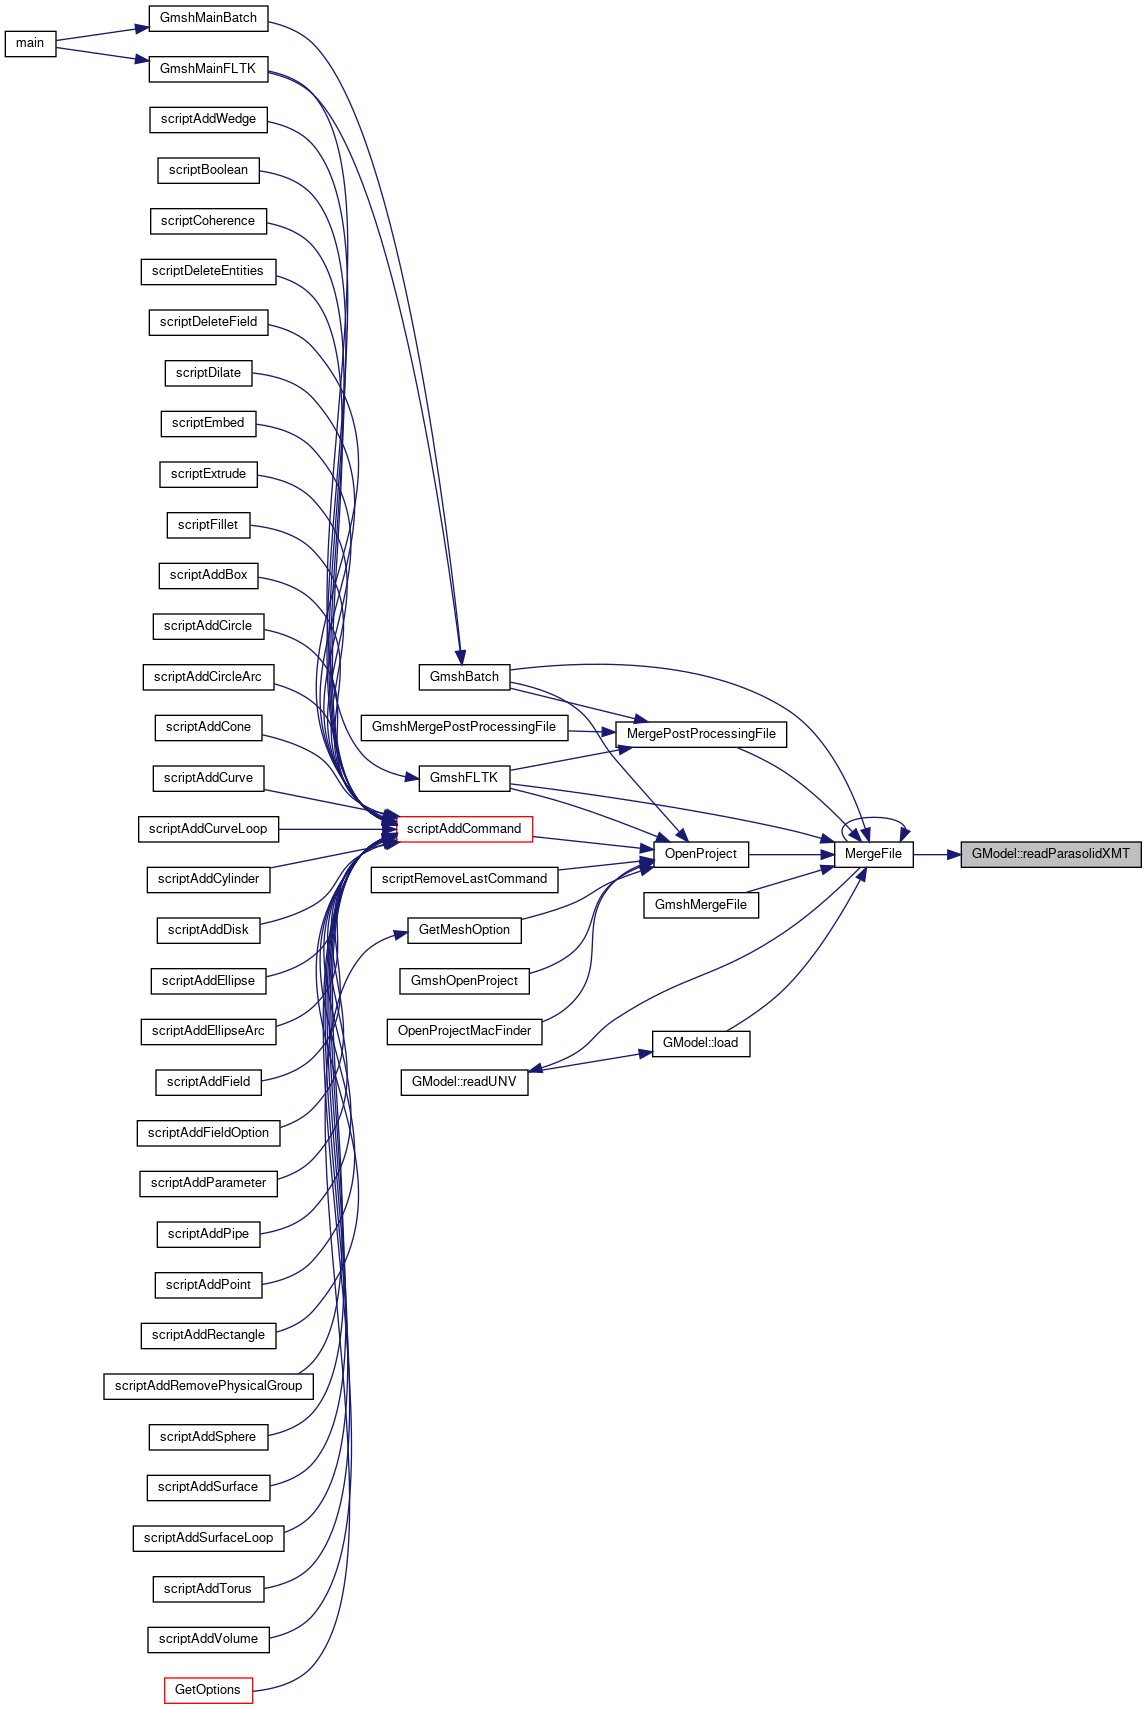 main
GmshMainBatch
GmshMainFLTK
scriptAddWedge
scriptBoolean
scriptCoherence
scriptDeleteEntities
scriptDeleteField
scriptDilate
scriptEmbed
scriptExtrude
scriptFillet
scriptAddBox
scriptAddCircle
scriptAddCircleArc
scriptAddCone
scriptAddCurve
scriptAddCurveLoop
scriptAddCylinder
scriptAddDisk
scriptAddEllipse
scriptAddEllipseArc
scriptAddField
scriptAddFieldOption
scriptAddParameter
scriptAddPipe
scriptAddPoint
scriptAddRectangle
scriptAddRemovePhysicalGroup
scriptAddSphere
scriptAddSurface
scriptAddSurfaceLoop
scriptAddTorus
scriptAddVolume
GetOptions
GmshBatch
GmshMergePostProcessingFile
GmshFLTK
scriptAddCommand
scriptRemoveLastCommand
GetMeshOption
GmshOpenProject
OpenProjectMacFinder
GModel::readUNV
MergePostProcessingFile
OpenProject
GmshMergeFile
GModel::load
MergeFile
GModel::readParasolidXMT